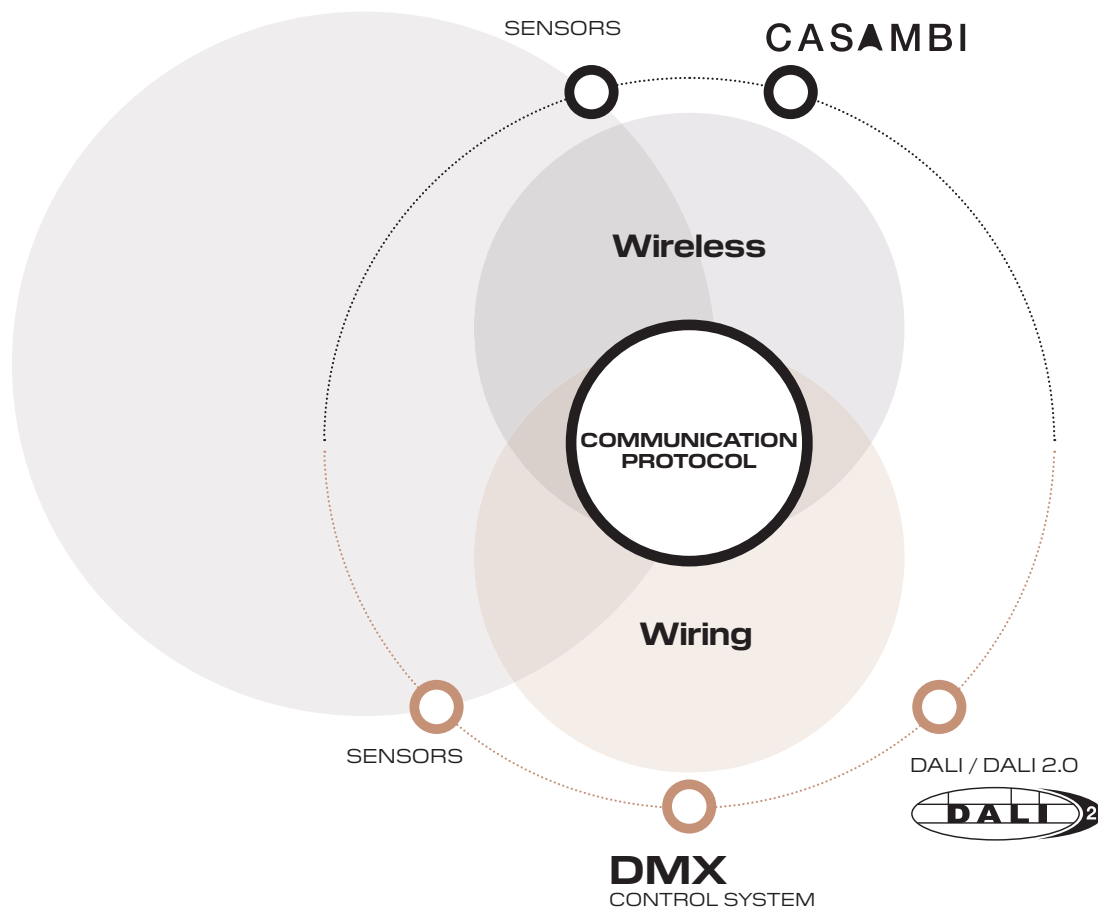 SENSORS
CASAMBI
Wireless
COMMUNICATION
PROTOCOL
Wiring
SENSORS
DALI / DALI 2.0
DALI 2
DMX
CONTROL SYSTEM